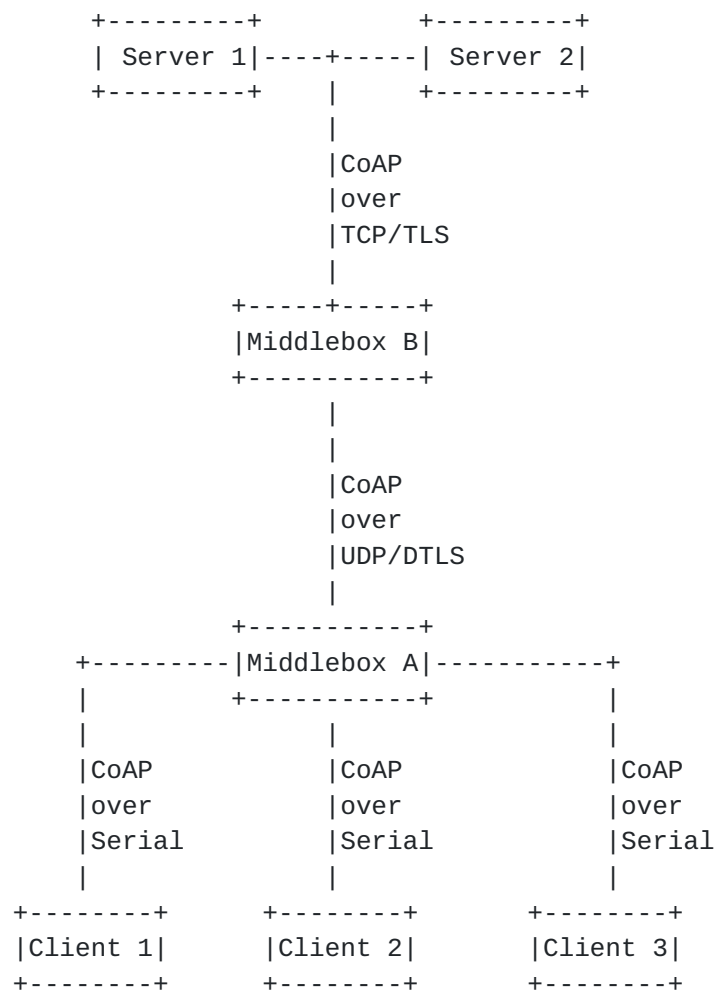 Server 1 Server 2
CoAP
over
TCP/TLS
Middlebox B
CoAP
over
UDP/DTLS
Middlebox A
CoAP CoAP CoAP
over over over
Serial Serial Serial
Client 1 Client 2 Client 3